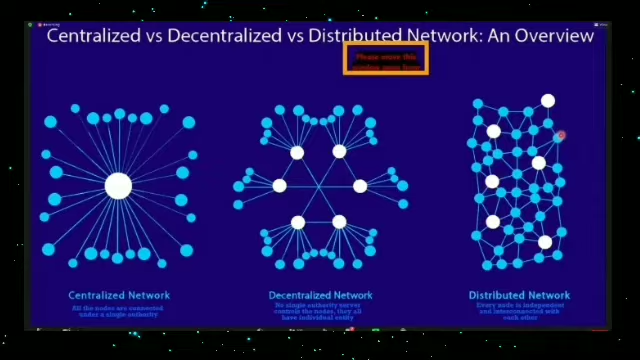 Centralized vs Decentralized vs Distributed Network: An Overview
Please move this
Centralized Network
Decentralized Network
Distributed Network
All the nodes are connected
under a single authority
No single authority server
controls the nodes, they all
have individual entity
Every node is independent
and interconnected with
each other